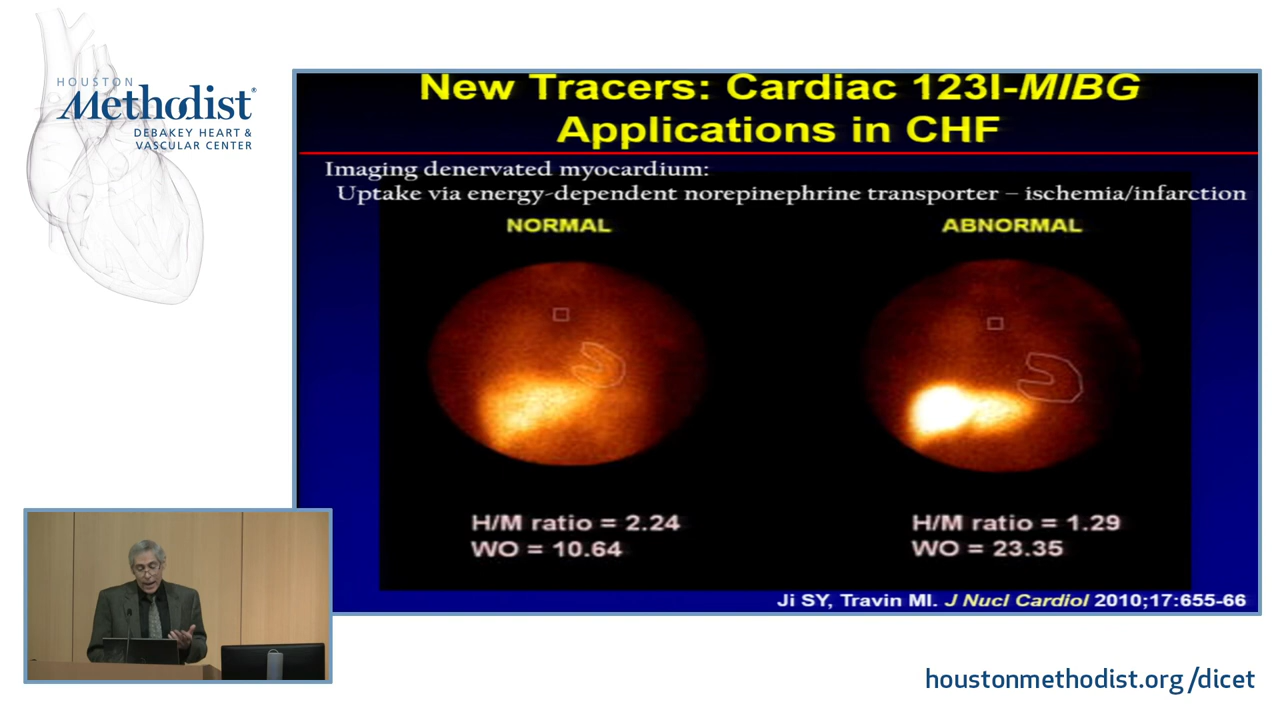 HOUSTON
Methodist®
DEBAKEY HEART &
VASCULAR CENTER
New Tracers: Cardiac 123I-MIBG
Applications in CHF
Imaging denervated myocardium:
Uptake via energy-dependent norepinephrine transporter – ischemia/infarction
NORMAL
ABNORMAL
H/M ratio = 2.24
WO = 10.64
H/M ratio = 1.29
WO = 23.35
Ji SY, Travin MI. J Nucl Cardiol 2010;17:655-66
houstonmethodist.org/dicet